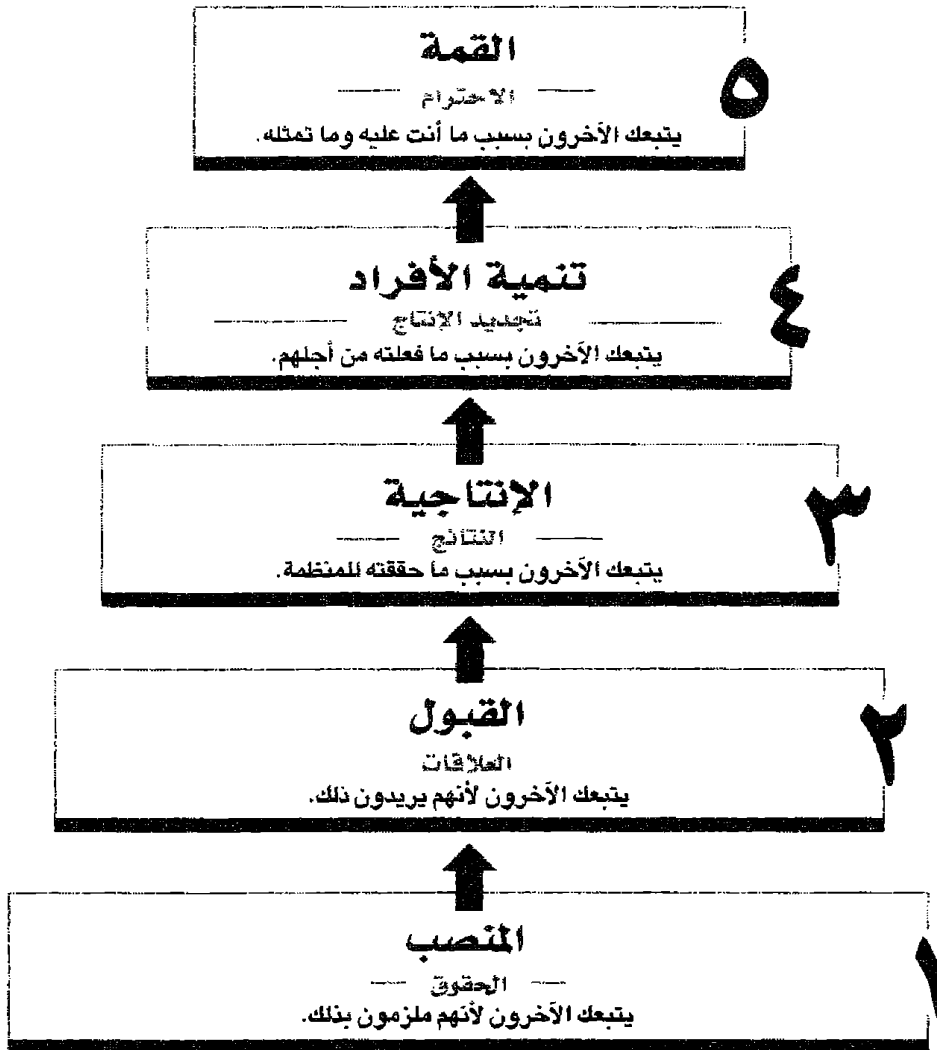 ٥
القمة
الاحترام
يتبعك الآخرون بسبب ما أنت عليه وما تمثله.
٤
تنمية الأفراد
تجديد الإنتاج
يتبعك الآخرون بسبب ما فعلته من أجلهم.
٣
الإنتاجية
النتائج
يتبعك الآخرون بسبب ما حققته للمنظمة.
٢
القبول
العلاقات
يتبعك الآخرون لأنهم يريدون ذلك.
١
المنصب
الحقوق
يتبعك الآخرون لأنهم ملزمون بذلك.